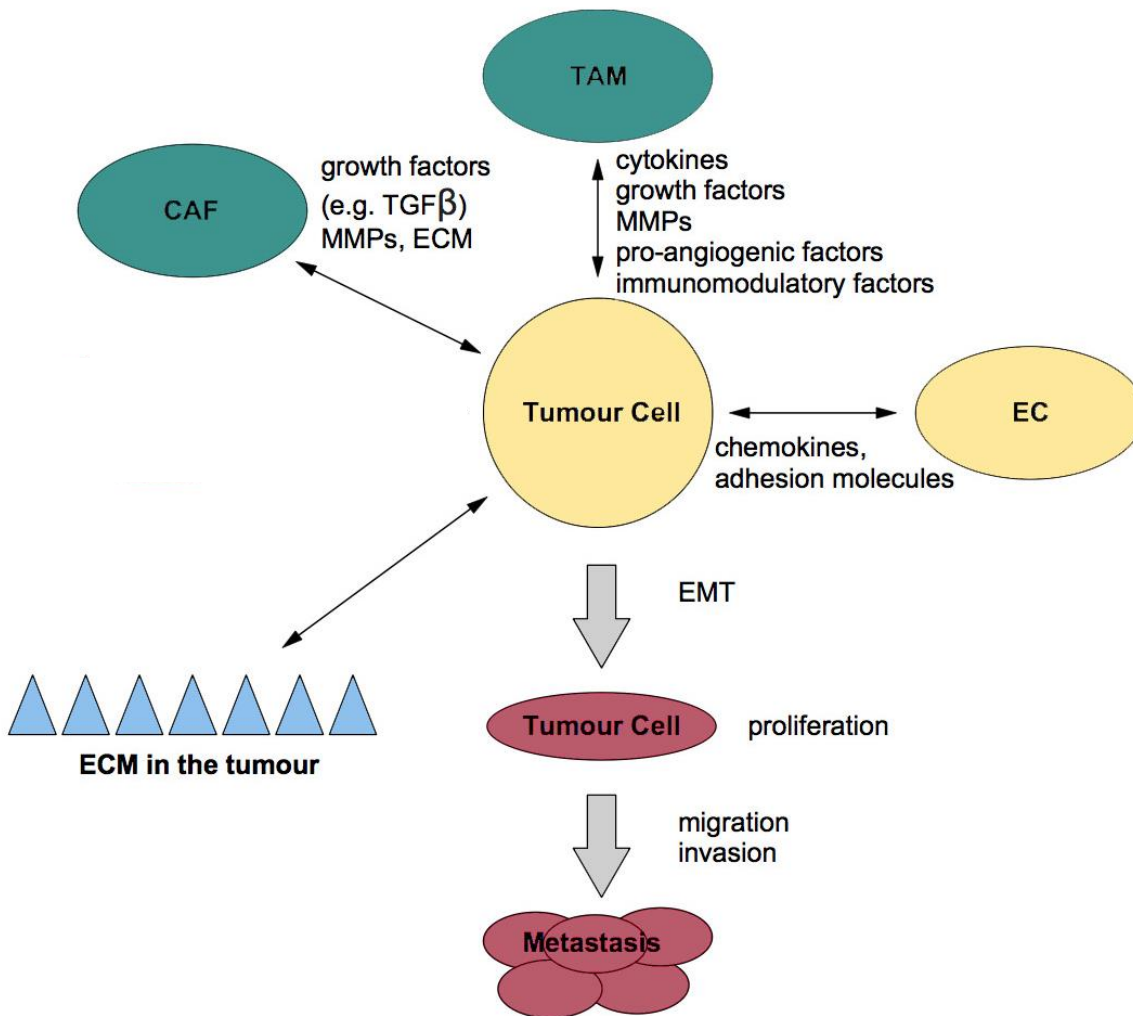 TAM
CAF
growth factors
(e.g. TGFβ)
MMPs, ECM
cytokines
growth factors
MMPs
pro-angiogenic factors
immunomodulatory factors
Tumour Cell
EC
chemokines,
adhesion molecules
EMT
ECM in the tumour
Tumour Cell
proliferation
migration
invasion
Metastasis